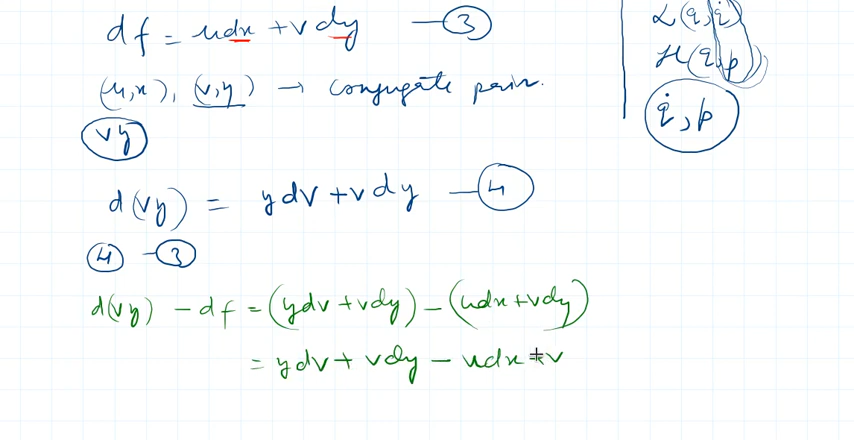 df = udx + vdy — ③
(u,x), (v,y) → conjugate pair.
vy
d(vy) = ydv + vdy — ④
④ - ③
d(vy) - df = (ydv + vdy) - (udx + vdy)
= ydv + vdy - udx + v
L(q, q̇)
H(q, p)
q̇, p